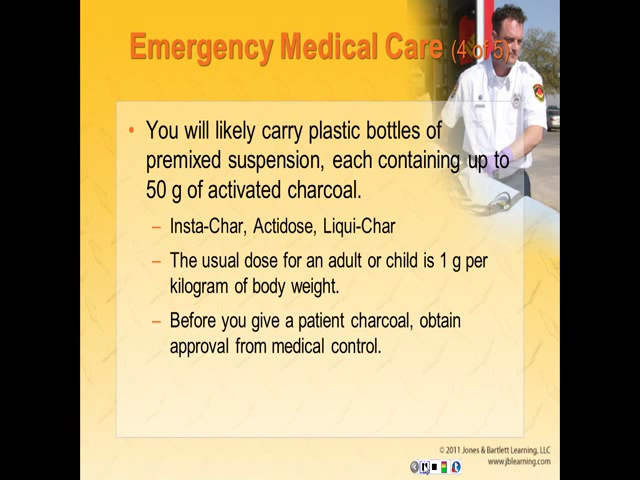 Emergency Medical Care (4 of 5)
• You will likely carry plastic bottles of
premixed suspension, each containing up to
50 g of activated charcoal.
– Insta-Char, Actidose, Liqui-Char
– The usual dose for an adult or child is 1 g per
kilogram of body weight.
– Before you give a patient charcoal, obtain
approval from medical control.
© 2011 Jones & Bartlett Learning, LLC
www.jblearning.com